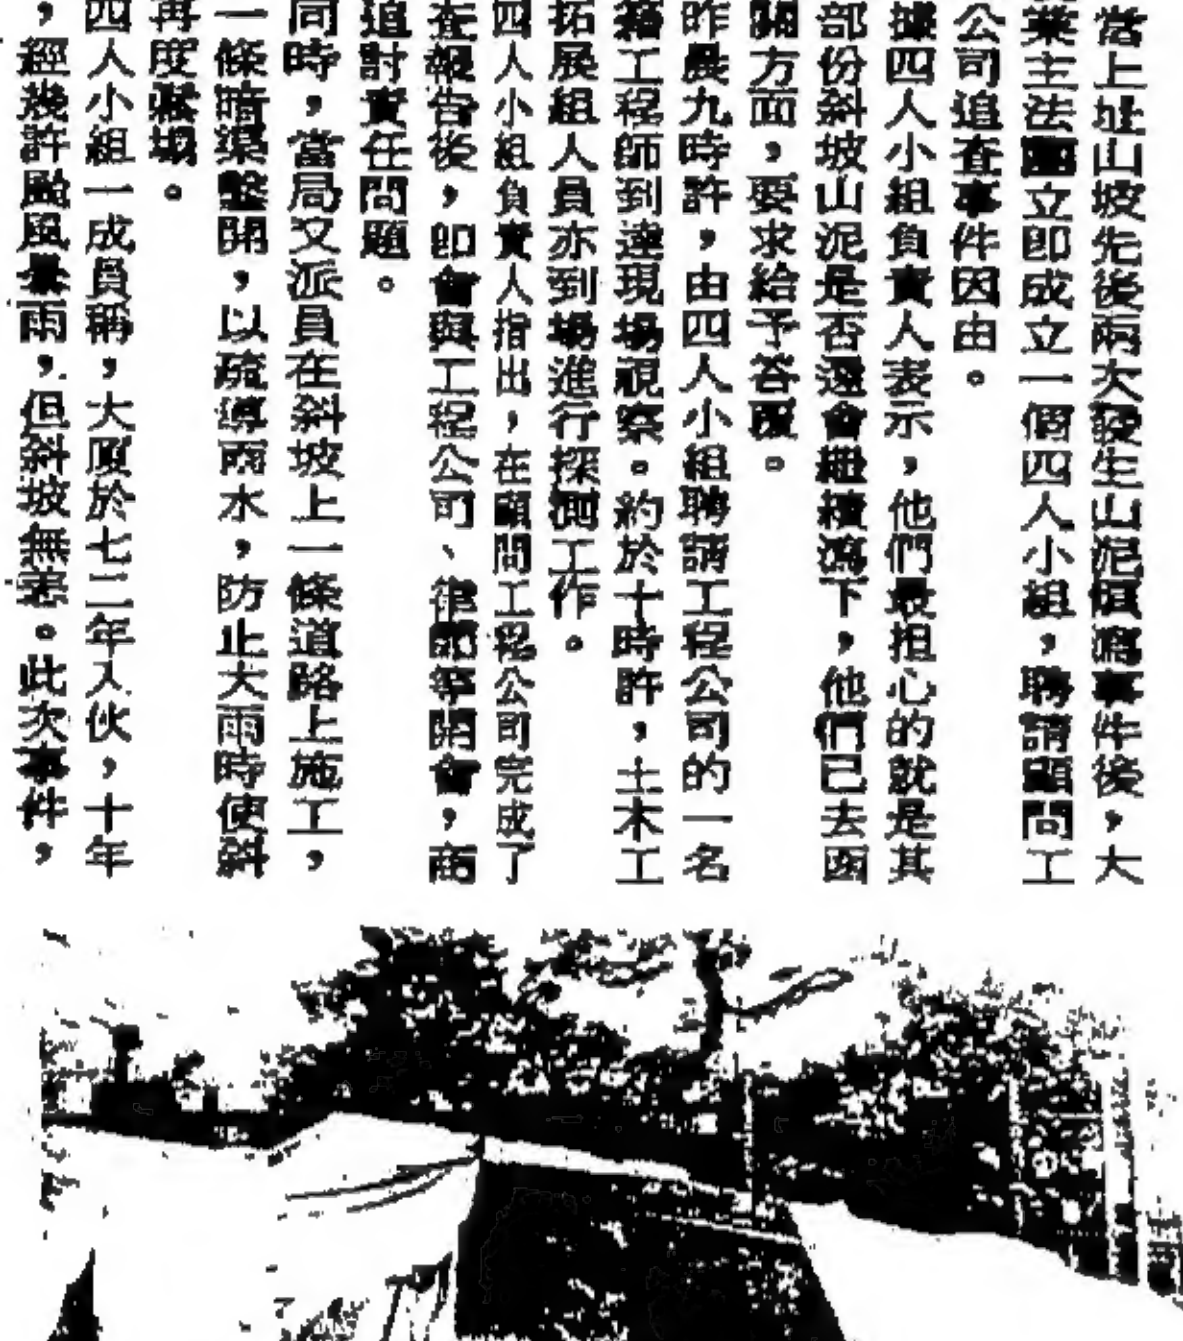 當上址山坡先後兩次發生山泥傾瀉事件後，大
業主法團立即成立一個四人小組，聘請顧問工
公司追查事件因由。
據四人小組負責人表示，他們最担心的就是其
部份斜坡山泥是否還會繼續瀉下，他們已去函
關方面，要求給予答覆。
昨晨九時許，由四人小組聘請工程公司的一名
籍工程師到達現場視察。約於十時許，土木工
拓展組人員亦到場進行探測工作。
四人小組負責人指出，在顧問工程公司完成了
查報告後，即會與工程公司、律師等開會，商
追討責任問題。
同時，當局又派員在斜坡上一條道路上施工，
一條暗渠鑿開，以疏導雨水，防止大雨時使斜
再度崩塌。
四人小組一成員稱，大厦於七二年入伙，十年
，經幾許颱風暴雨，但斜坡無恙。此次事件，